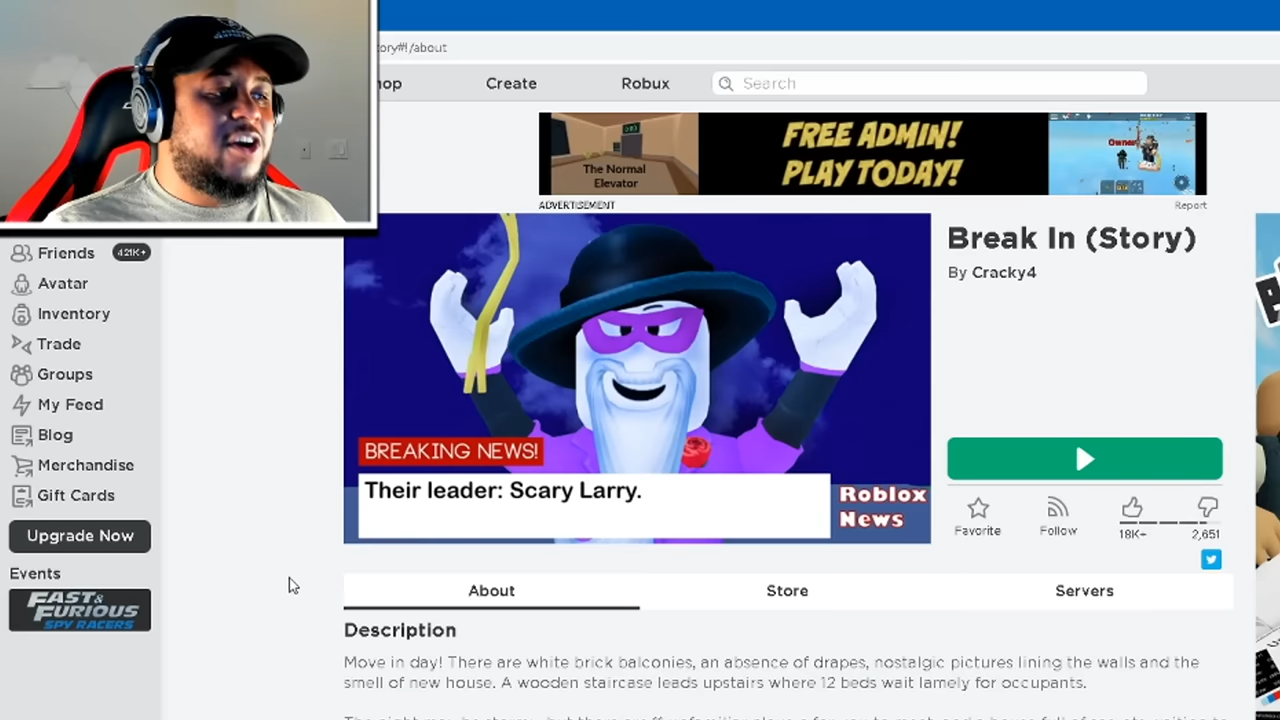 ory#!/about
op
Create
Robux
Search
The Normal
Elevator
FREE ADMIN!
PLAY TODAY!
Owner
ADVERTISEMENT
Report
Friends
421K+
Avatar
Inventory
Trade
Groups
My Feed
Blog
Merchandise
Gift Cards
Upgrade Now
Events
FAST &
FURIOUS
SPY RACERS
BREAKING NEWS!
Their leader: Scary Larry.
Roblox
News
Break In (Story)
By Cracky4
Favorite
Follow
18K+
2,651
About
Store
Servers
Description
Move in day! There are white brick balconies, an absence of drapes, nostalgic pictures lining the walls and the
smell of new house. A wooden staircase leads upstairs where 12 beds wait lamely for occupants.